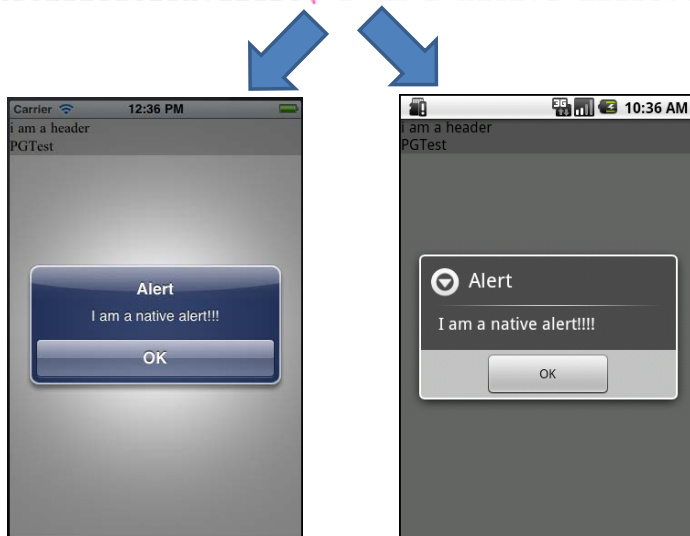 Carrier 12:36 PM
i am a header
PGTest
Alert
I am a native alert!!!
OK
3G 10:36 AM
i am a header
PGTest
Alert
I am a native alert!!!!
OK